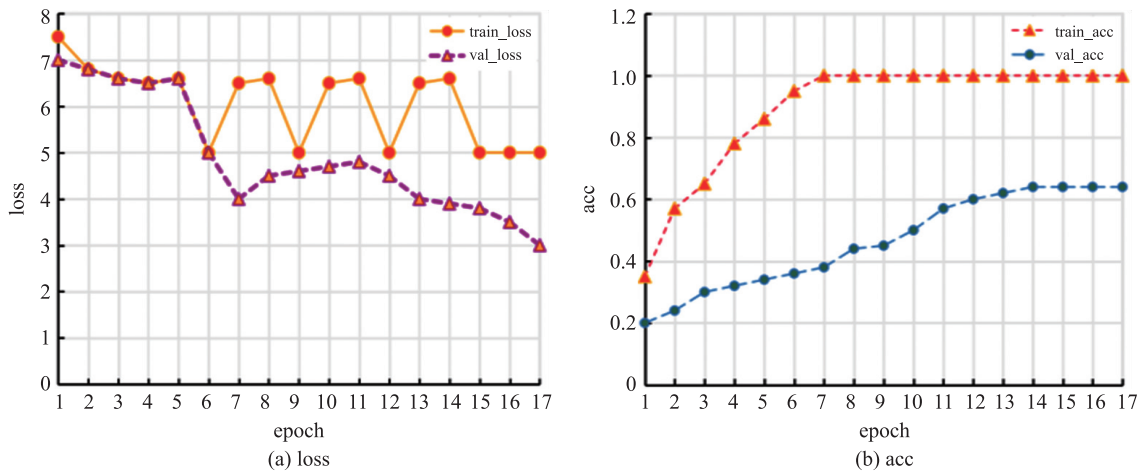 8
7
6
5
4
3
2
1
0
loss
train_loss
val_loss
1 2 3 4 5 6 7 8 9 10 11 12 13 14 15 16 17
epoch
(a) loss
1.2
1.0
0.8
0.6
0.4
0.2
0
acc
train_acc
val_acc
1 2 3 4 5 6 7 8 9 10 11 12 13 14 15 16 17
epoch
(b) acc